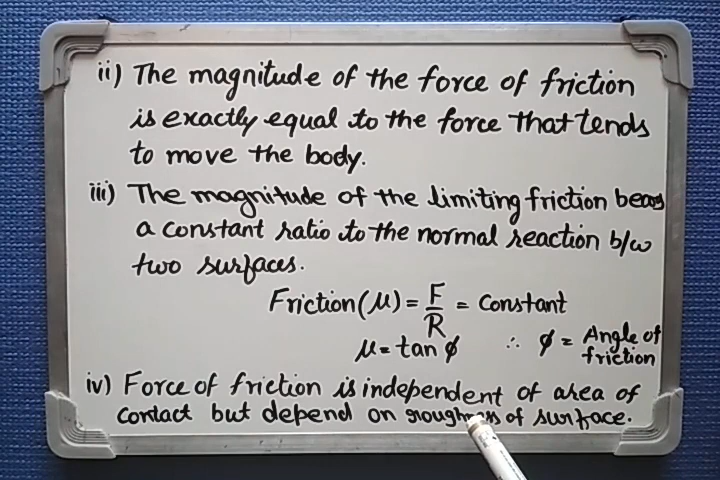 ii) The magnitude of the force of friction
is exactly equal to the force that tends
to move the body.
iii) The magnitude of the limiting friction bears
a constant ratio to the normal reaction b/w
two surfaces.
Friction (μ) = F/R = Constant
μ = tan ϕ ∴ ϕ = Angle of
friction
iv) Force of friction is independent of area of
contact but depend on roughness of surface.